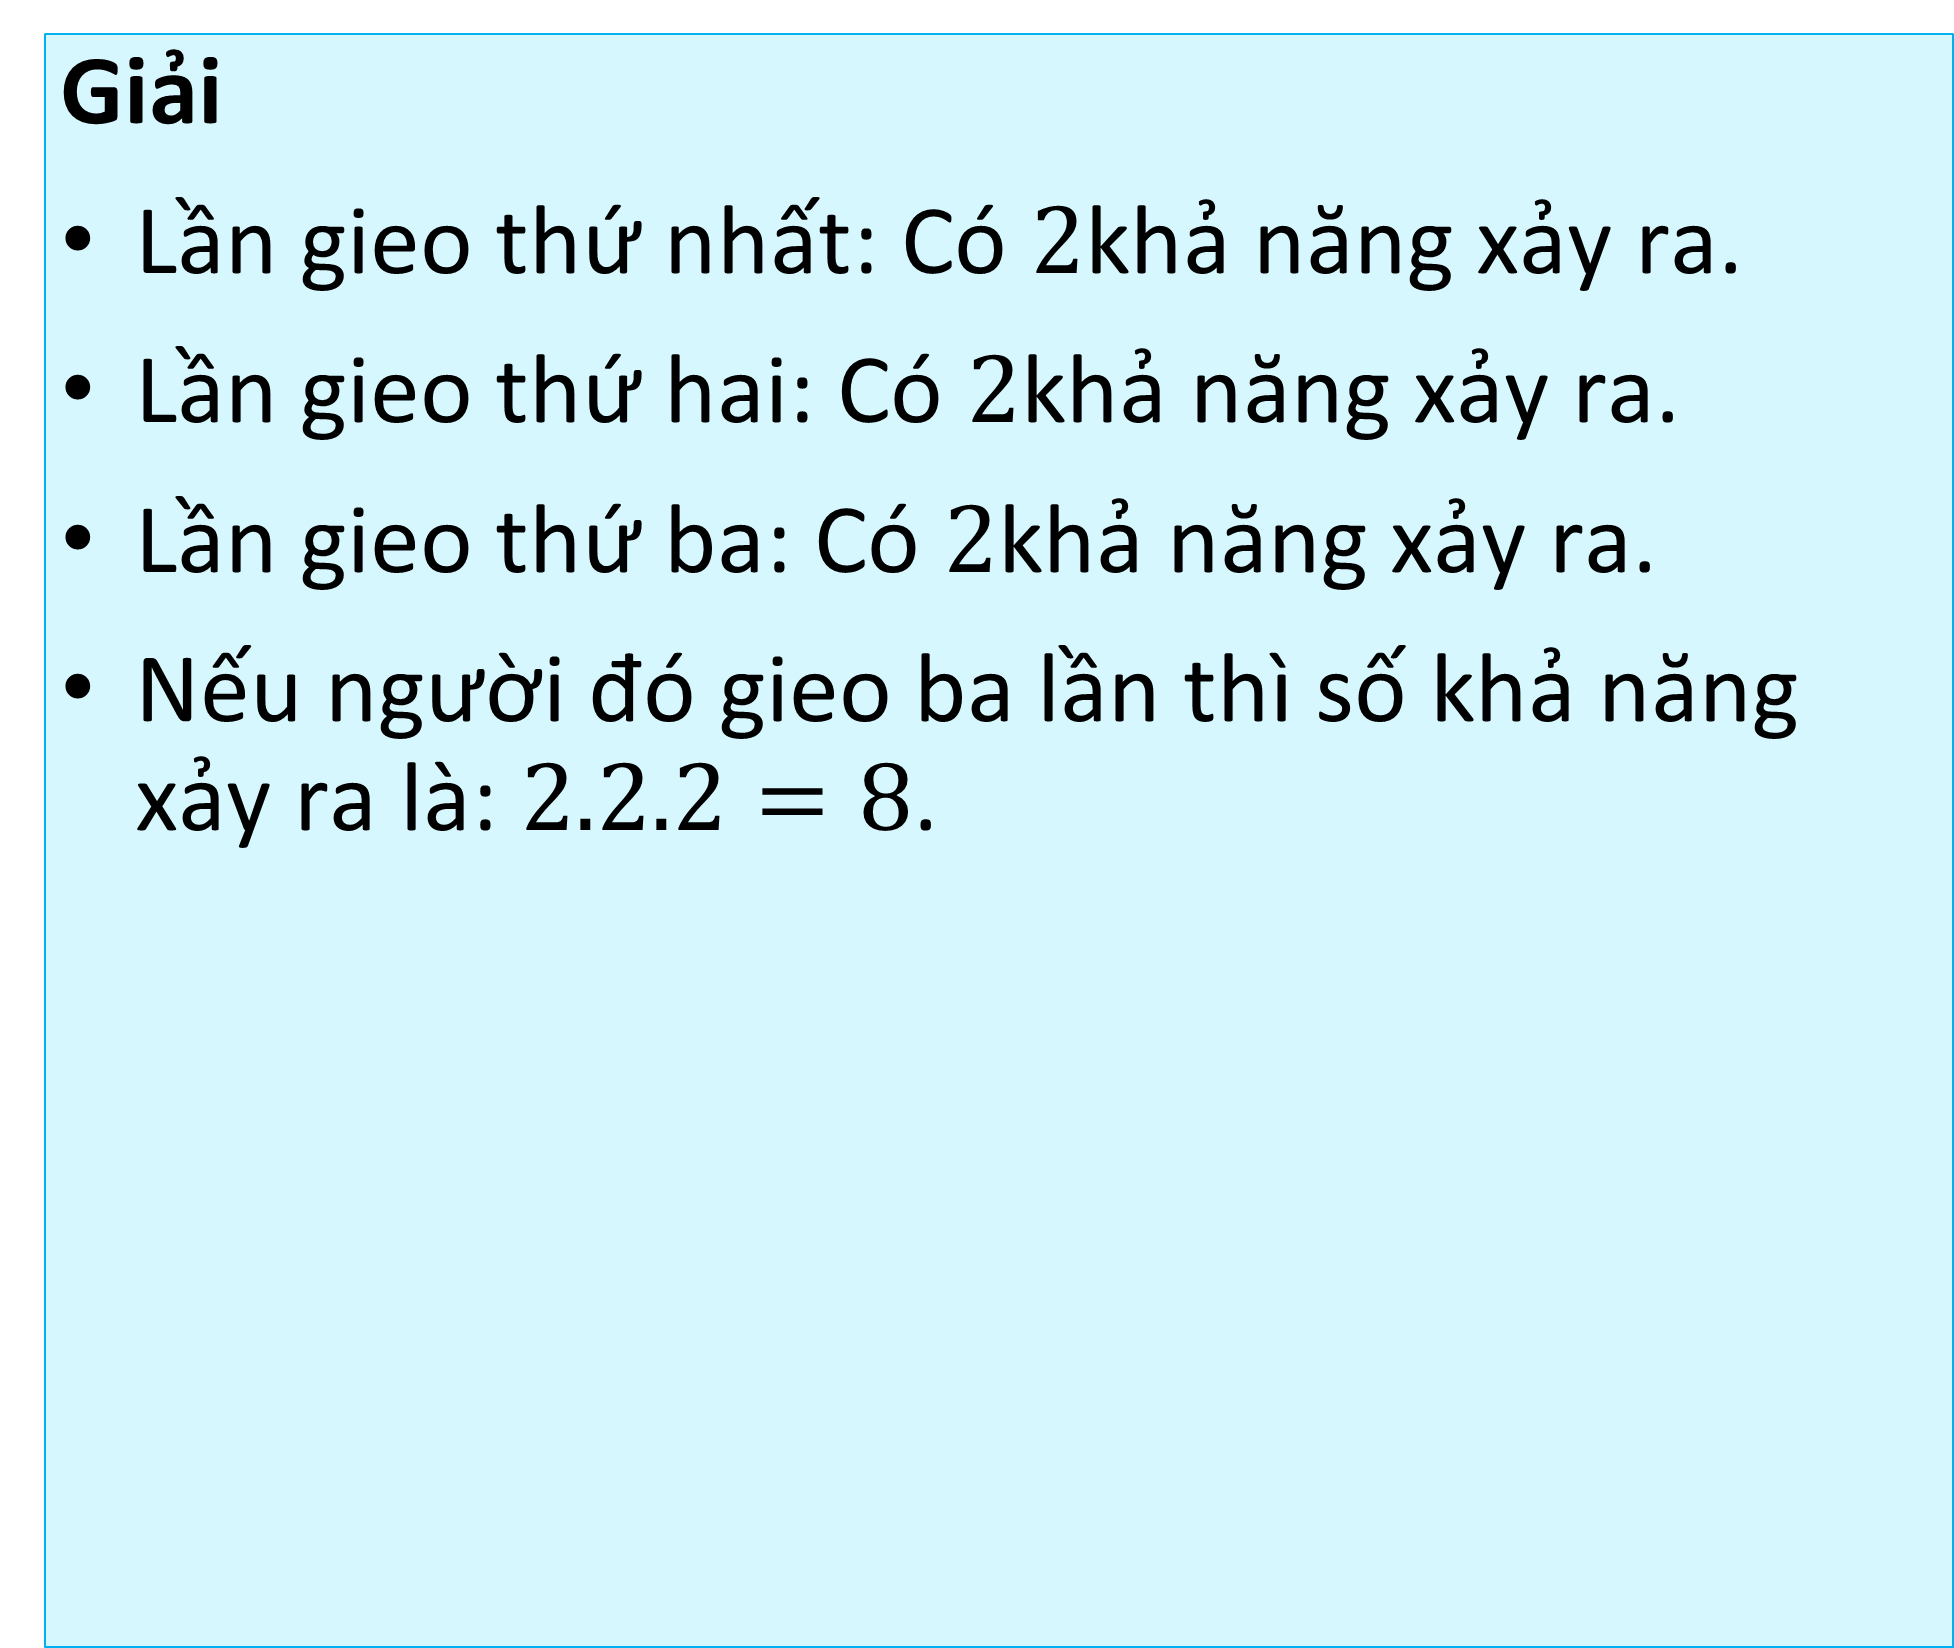 Giải
• Lần gieo thứ nhất: Có 2khả năng xảy ra.
• Lần gieo thứ hai: Có 2khả năng xảy ra.
• Lần gieo thứ ba: Có 2khả năng xảy ra.
• Nếu người đó gieo ba lần thì số khả năng
xảy ra là: 2.2.2 = 8.